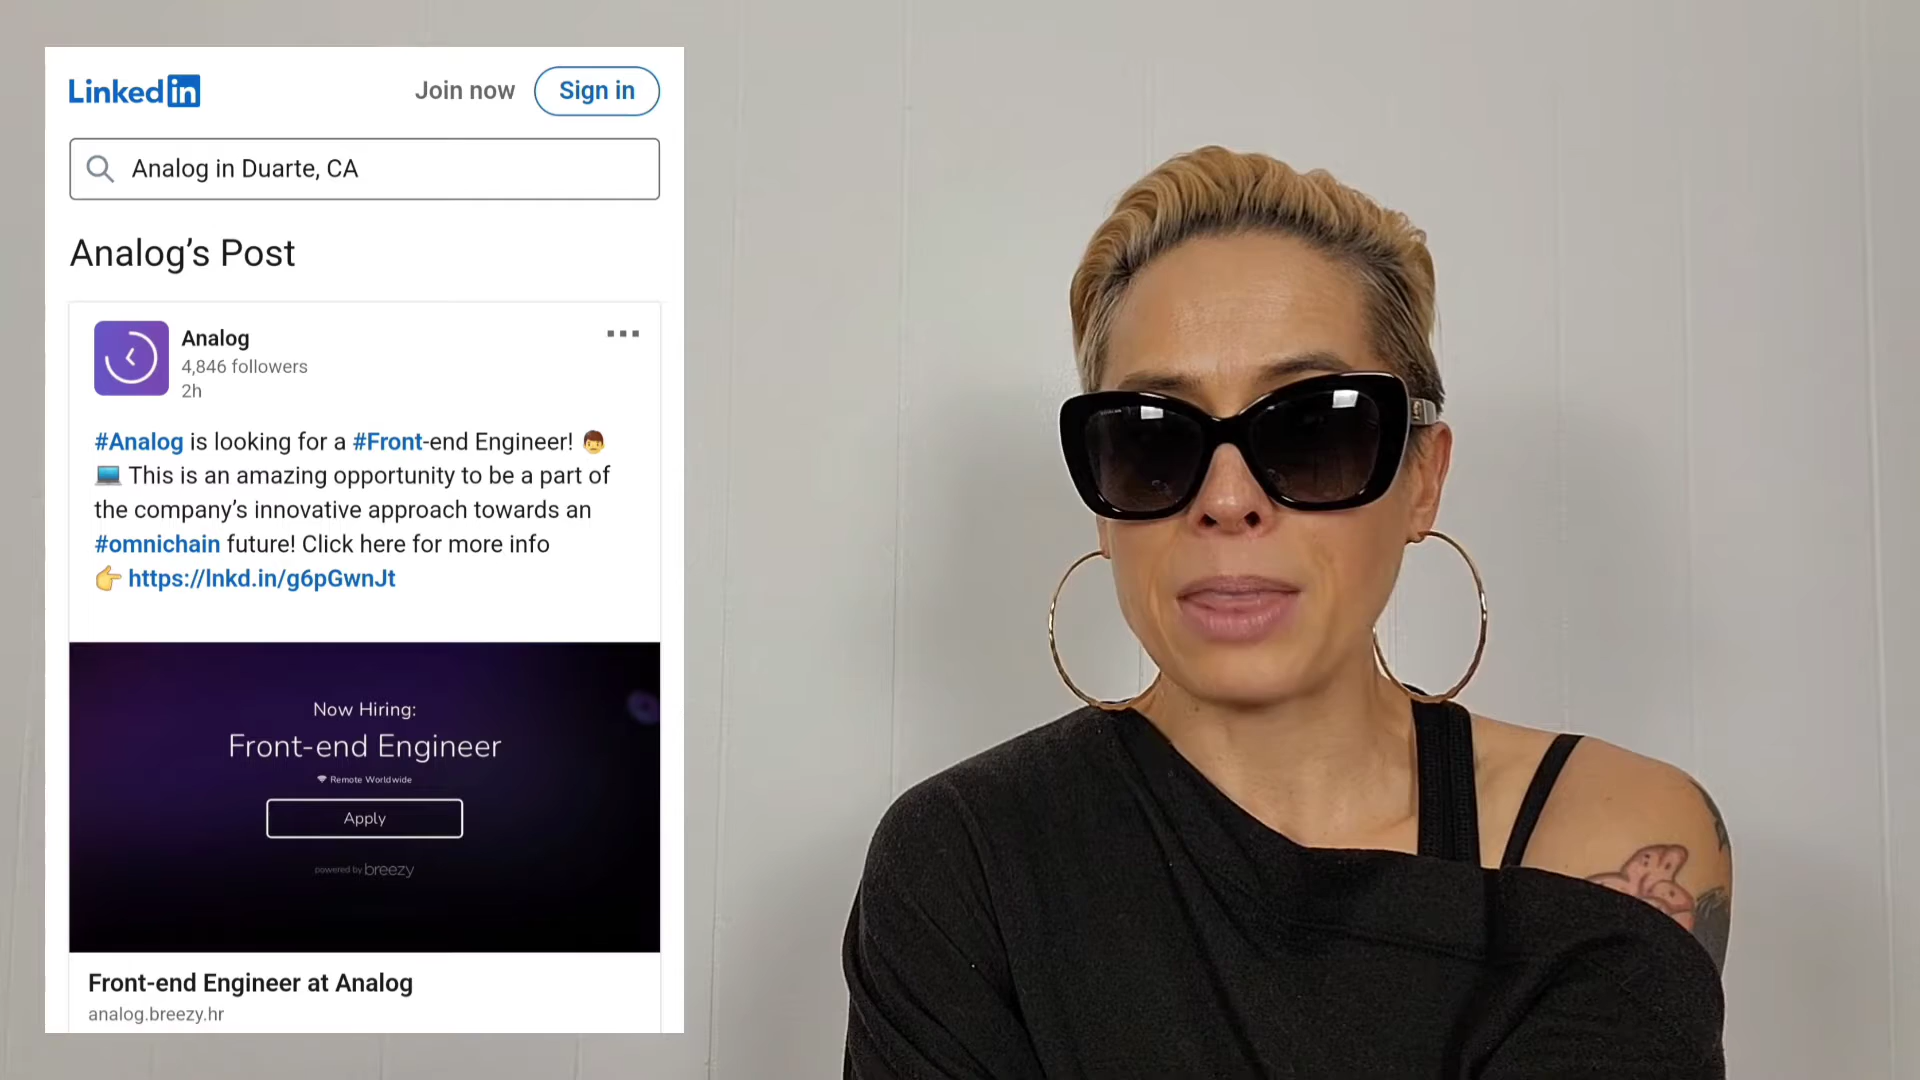 Linked in
Join now
Sign in
Analog in Duarte, CA
Analog’s Post
Analog
4,846 followers
2h
#Analog is looking for a #Front-end Engineer! 👨
💻 This is an amazing opportunity to be a part of
the company’s innovative approach towards an
#omnichain future! Click here for more info
👉 https://lnkd.in/g6pGwnJt
Now Hiring:
Front-end Engineer
Remote Worldwide
Apply
powered by breezy
Front-end Engineer at Analog
analog.breezy.hr